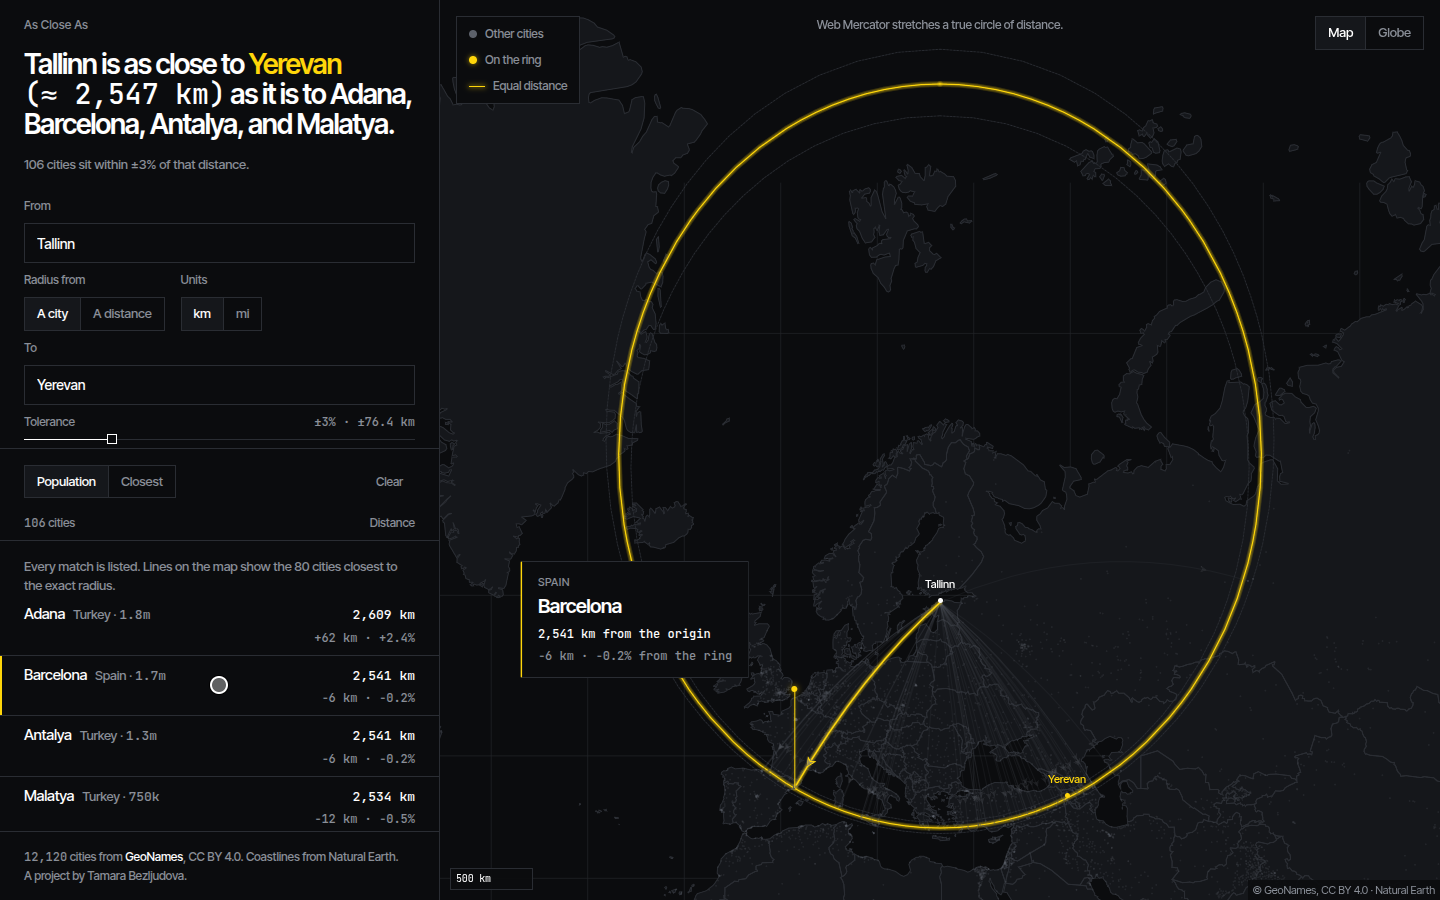 As Close As
Tallinn is as close to Yerevan
(≈ 2,547 km) as it is to Adana,
Barcelona, Antalya, and Malatya.
106 cities sit within ±3% of that distance.
From
Tallinn
Radius from
Units
A city
A distance
km
mi
To
Yerevan
Tolerance
±3% · ±76.4 km
Population
Closest
Clear
106 cities
Distance
Every match is listed. Lines on the map show the 80 cities closest to
the exact radius.
Adana Turkey · 1.8m
2,609 km
+62 km · +2.4%
Barcelona Spain · 1.7m
2,541 km
-6 km · -0.2%
Antalya Turkey · 1.3m
2,541 km
-6 km · -0.2%
Malatya Turkey · 750k
2,534 km
-12 km · -0.5%
12,120 cities from GeoNames, CC BY 4.0. Coastlines from Natural Earth.
A project by Tamara Bezljudova.
Other cities
On the ring
Equal distance
Web Mercator stretches a true circle of distance.
Map
Globe
Tallinn
SPAIN
Barcelona
2,541 km from the origin
-6 km · -0.2% from the ring
Yerevan
500 km
© GeoNames, CC BY 4.0 · Natural Earth